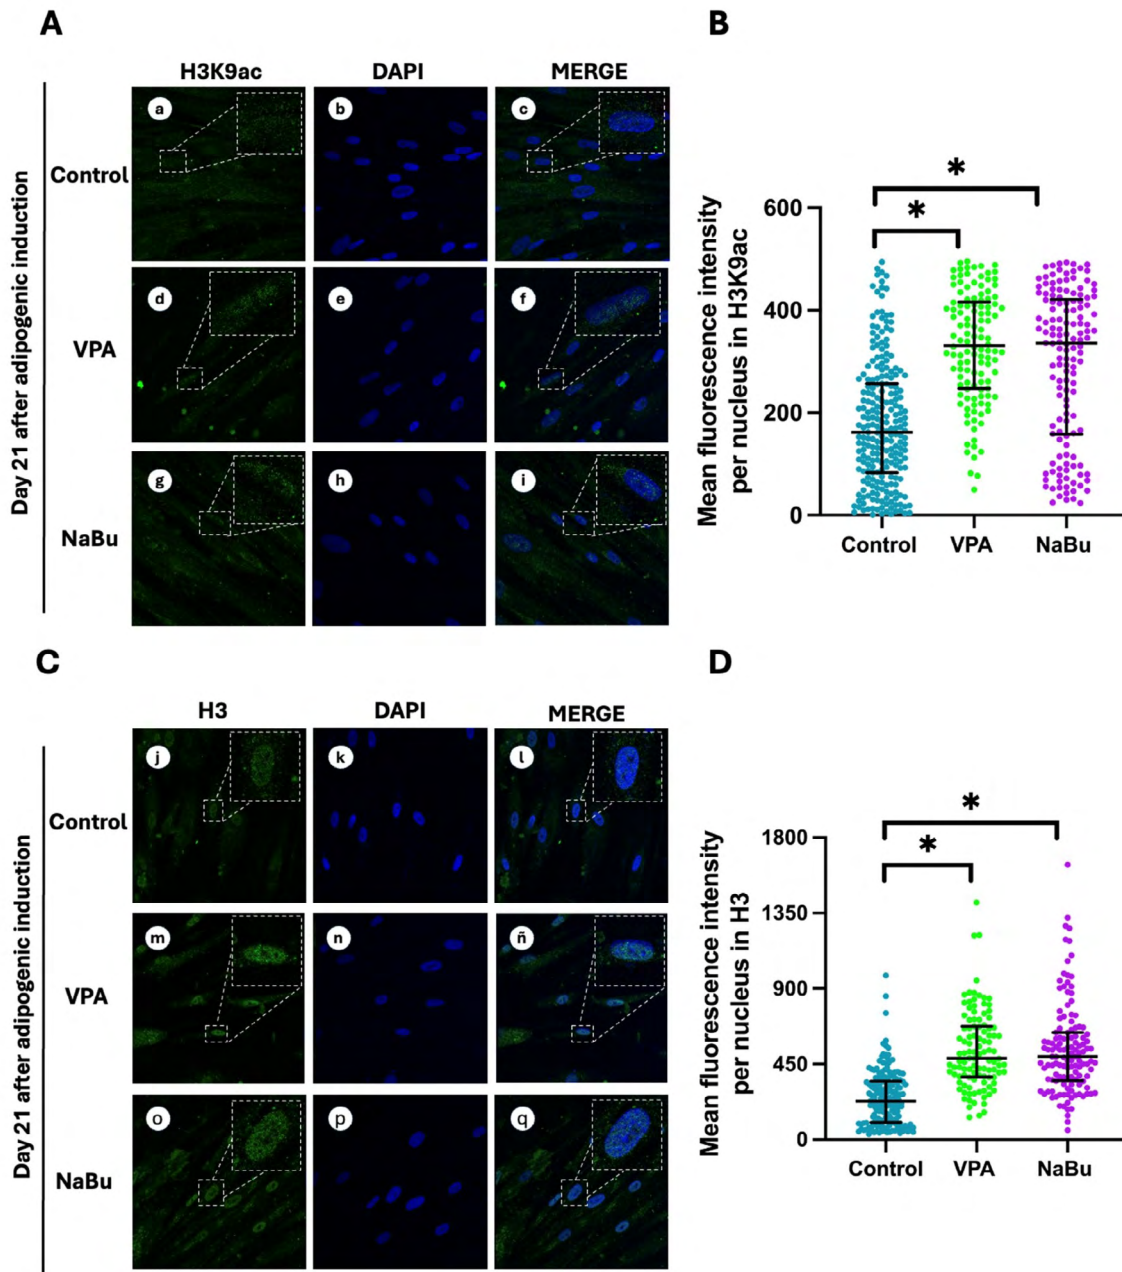 A
H3K9ac DAPI MERGE
Day 21 after adipogenic induction
Control
a b c
VPA
d e f
NaBu
g h i
B
Mean fluorescence intensity
per nucleus in H3K9ac
* *
600
400
200
0
Control VPA NaBu
C
H3 DAPI MERGE
Day 21 after adipogenic induction
Control
j k l
VPA
m n ñ
NaBu
o p q
D
Mean fluorescence intensity
per nucleus in H3
* *
1800
1350
900
450
0
Control VPA NaBu